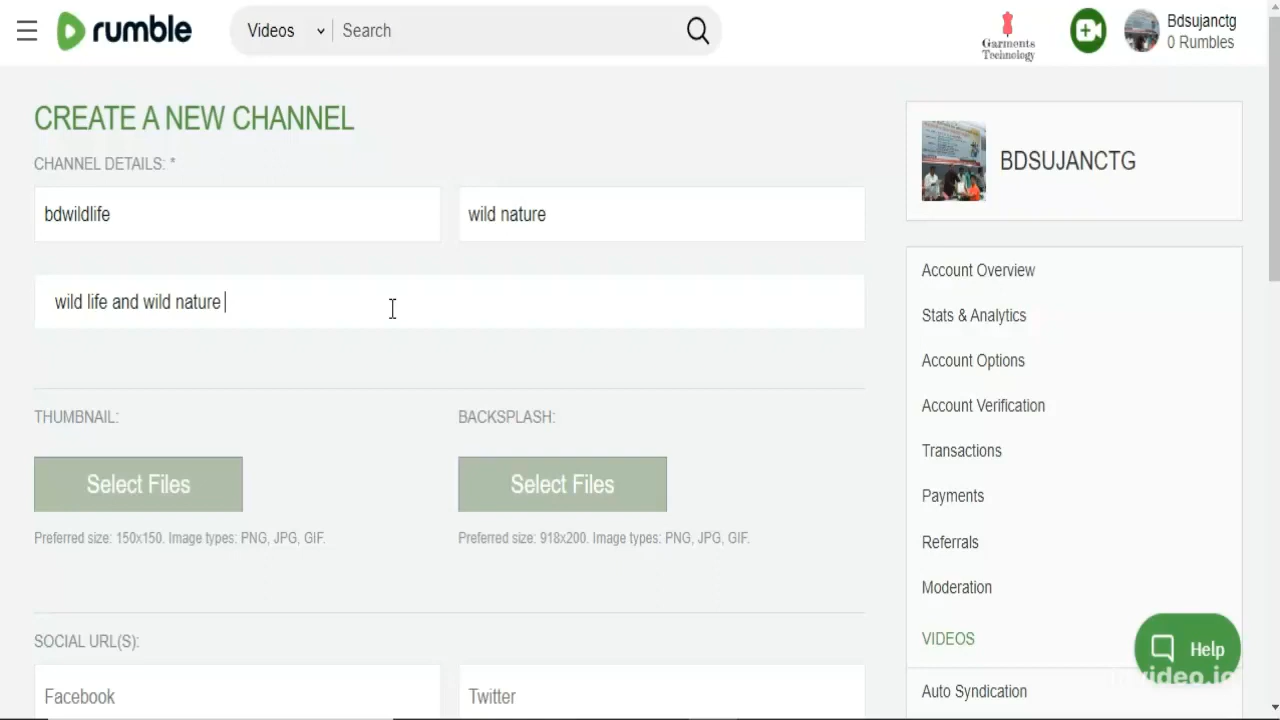 rumble
Videos
Search
Garments
Technology
Bdsujanctg
0 Rumbles
CREATE A NEW CHANNEL
CHANNEL DETAILS: *
bdwildlife
wild nature
wild life and wild nature
THUMBNAIL:
BACKSPLASH:
Select Files
Select Files
Preferred size: 150x150. Image types: PNG, JPG, GIF.
Preferred size: 918x200. Image types: PNG, JPG, GIF.
SOCIAL URL(S):
Facebook
Twitter
BDSUJANCTG
Account Overview
Stats & Analytics
Account Options
Account Verification
Transactions
Payments
Referrals
Moderation
VIDEOS
Auto Syndication
Help